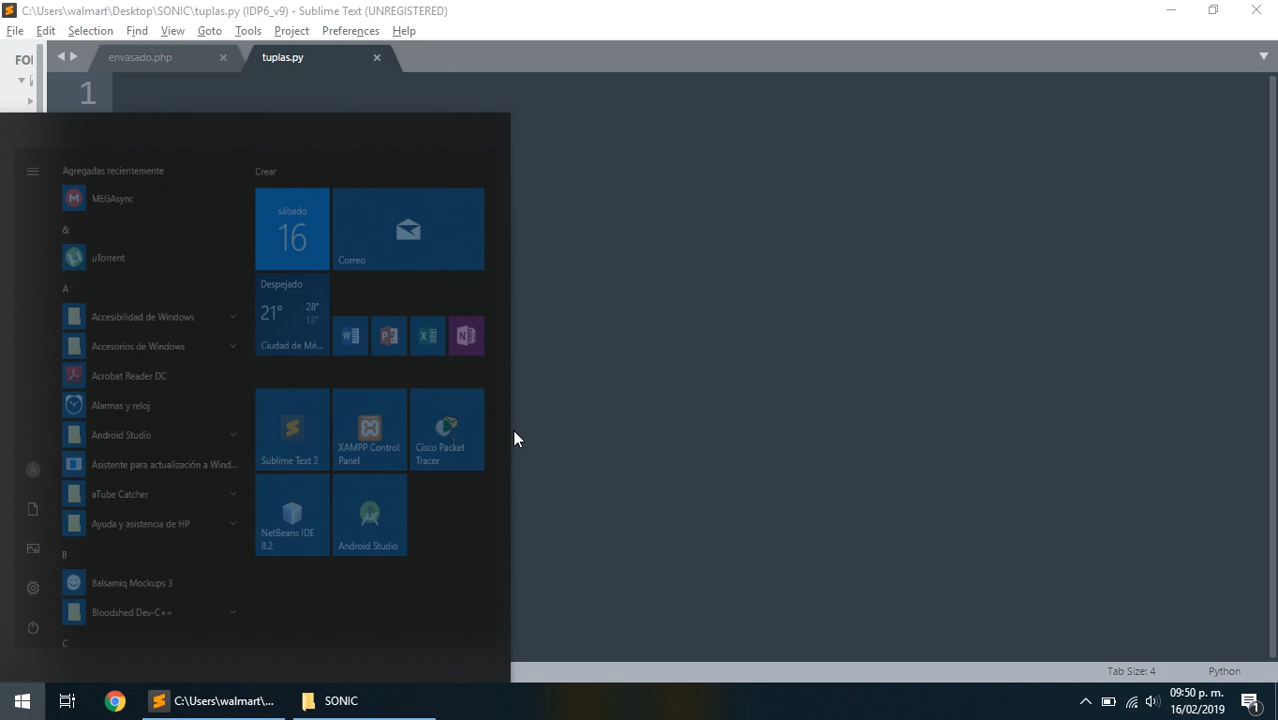 C:\Users\walmart\Desktop\SONIC\tuplas.py (IDP6_v9) - Sublime Text (UNREGISTERED)
File Edit Selection Find View Goto Tools Project Preferences Help
FOI
envasado.php
tuplas.py
1
Agregadas recientemente
MEGAsync
&
µTorrent
A
Accesibilidad de Windows
Accesorios de Windows
Acrobat Reader DC
Alarmas y reloj
Android Studio
Asistente para actualización a Wind...
aTube Catcher
Ayuda y asistencia de HP
B
Balsamiq Mockups 3
Bloodshed Dev-C++
C
Crear
sábado
16
Correo
Despejado
21° 28°
13°
Ciudad de Mé...
Sublime Text 3
XAMPP Control
Panel
Cisco Packet
Tracer
NetBeans IDE
8.2
Android Studio
Tab Size: 4
Python
C:\Users\walmart\...
SONIC
09:50 p. m.
16/02/2019
1